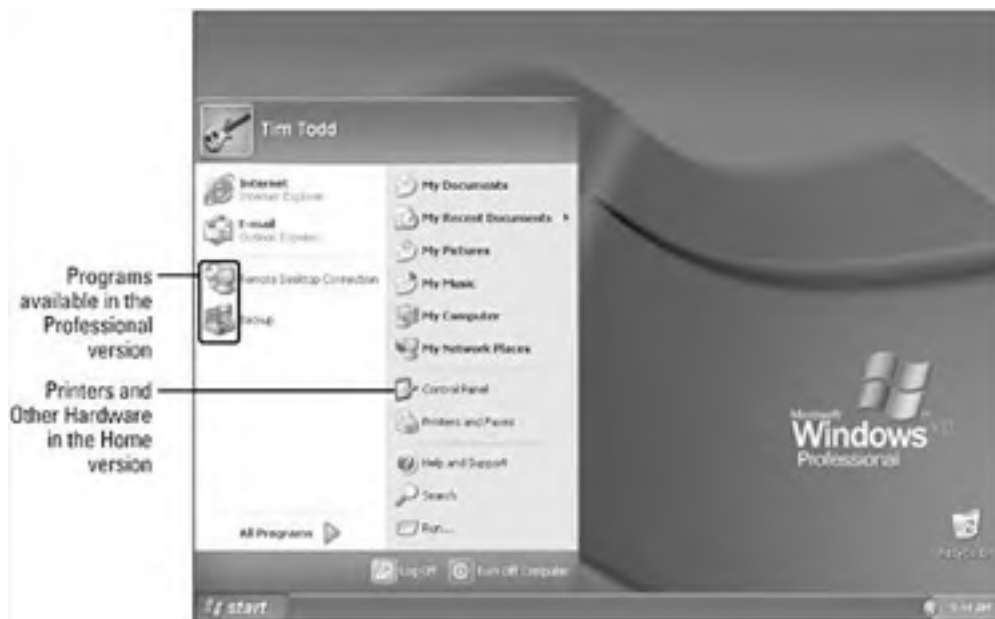 Tim Todd
Internet
Internet Explorer
E-mail
Outlook Express
Remote Desktop Connection
Backup
All Programs
My Documents
My Recent Documents
My Pictures
My Music
My Computer
My Network Places
Control Panel
Printers and Faxes
Help and Support
Search
Run...
Log Off
Turn Off Computer
start
Microsoft
Windows
Professional
Recycle Bin
Programs
available in the
Professional
version
Printers and
Other Hardware
in the Home
version